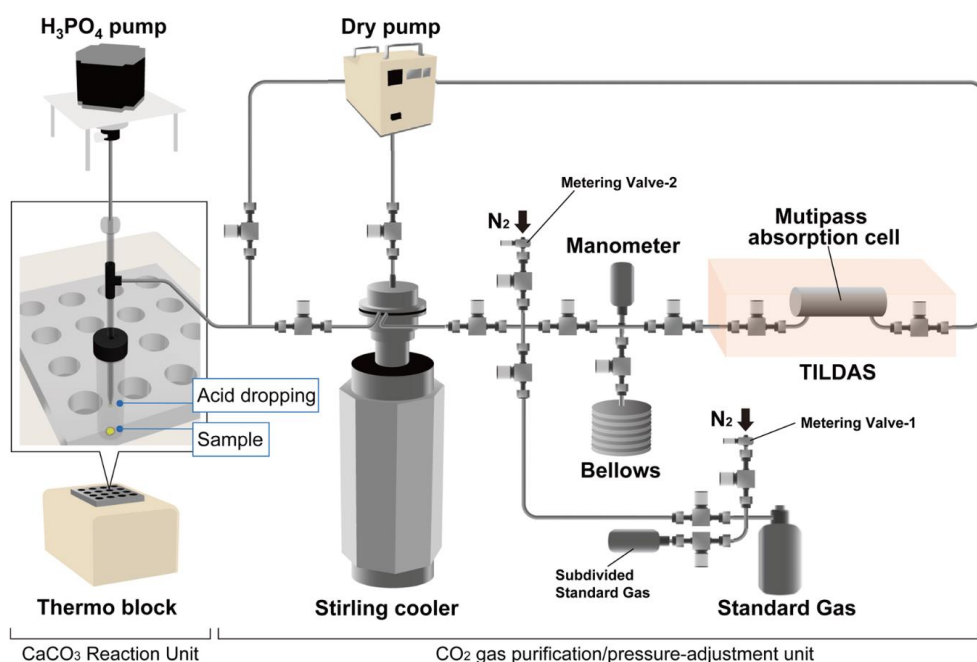 H₃PO₄ pump
Dry pump
Metering Valve-2
N₂
Manometer
Mutipass
absorption cell
TILDAS
Acid dropping
Sample
N₂
Metering Valve-1
Bellows
Subdivided
Standard Gas
Thermo block
Stirling cooler
Standard Gas
CaCO₃ Reaction Unit
CO₂ gas purification/pressure-adjustment unit